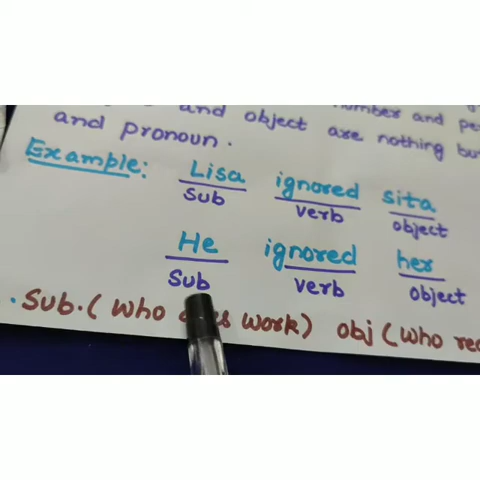 and object are nothing bu
and pronoun.
Example: Lisa ignored sita
Sub verb object
He ignored her
Sub verb object
Sub. (Who work) obj (Who